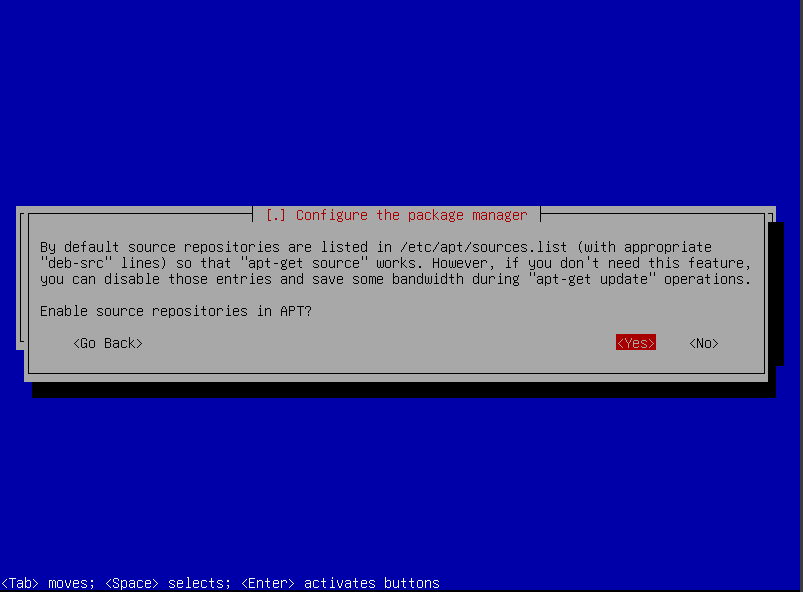 [.] Configure the package manager
By default source repositories are listed in /etc/apt/sources.list (with appropriate
"deb-src" lines) so that "apt-get source" works. However, if you don't need this feature,
you can disable those entries and save some bandwidth during "apt-get update" operations.
Enable source repositories in APT?
<Go Back> <Yes> <No>
<Tab> moves; <Space> selects; <Enter> activates buttons